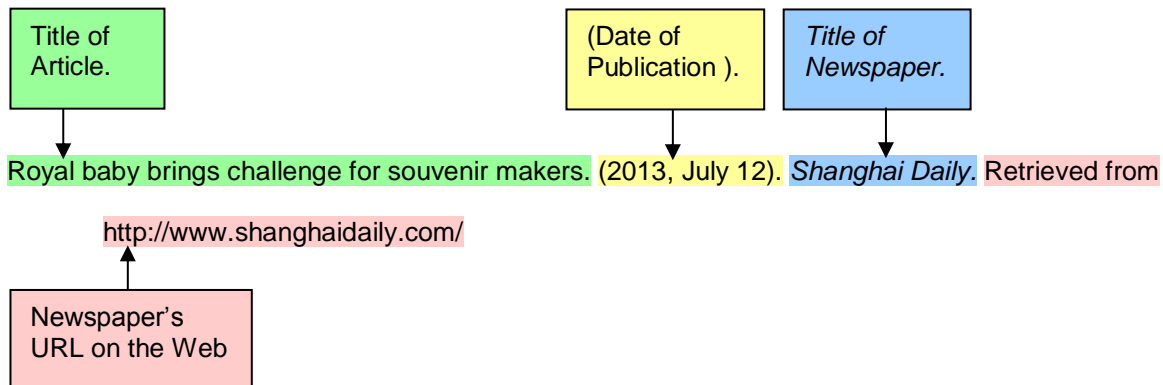 Title of
Article.
(Date of
Publication ).
Title of
Newspaper.
Royal baby brings challenge for souvenir makers. (2013, July 12). Shanghai Daily. Retrieved from
http://www.shanghaidaily.com/
Newspaper’s
URL on the Web